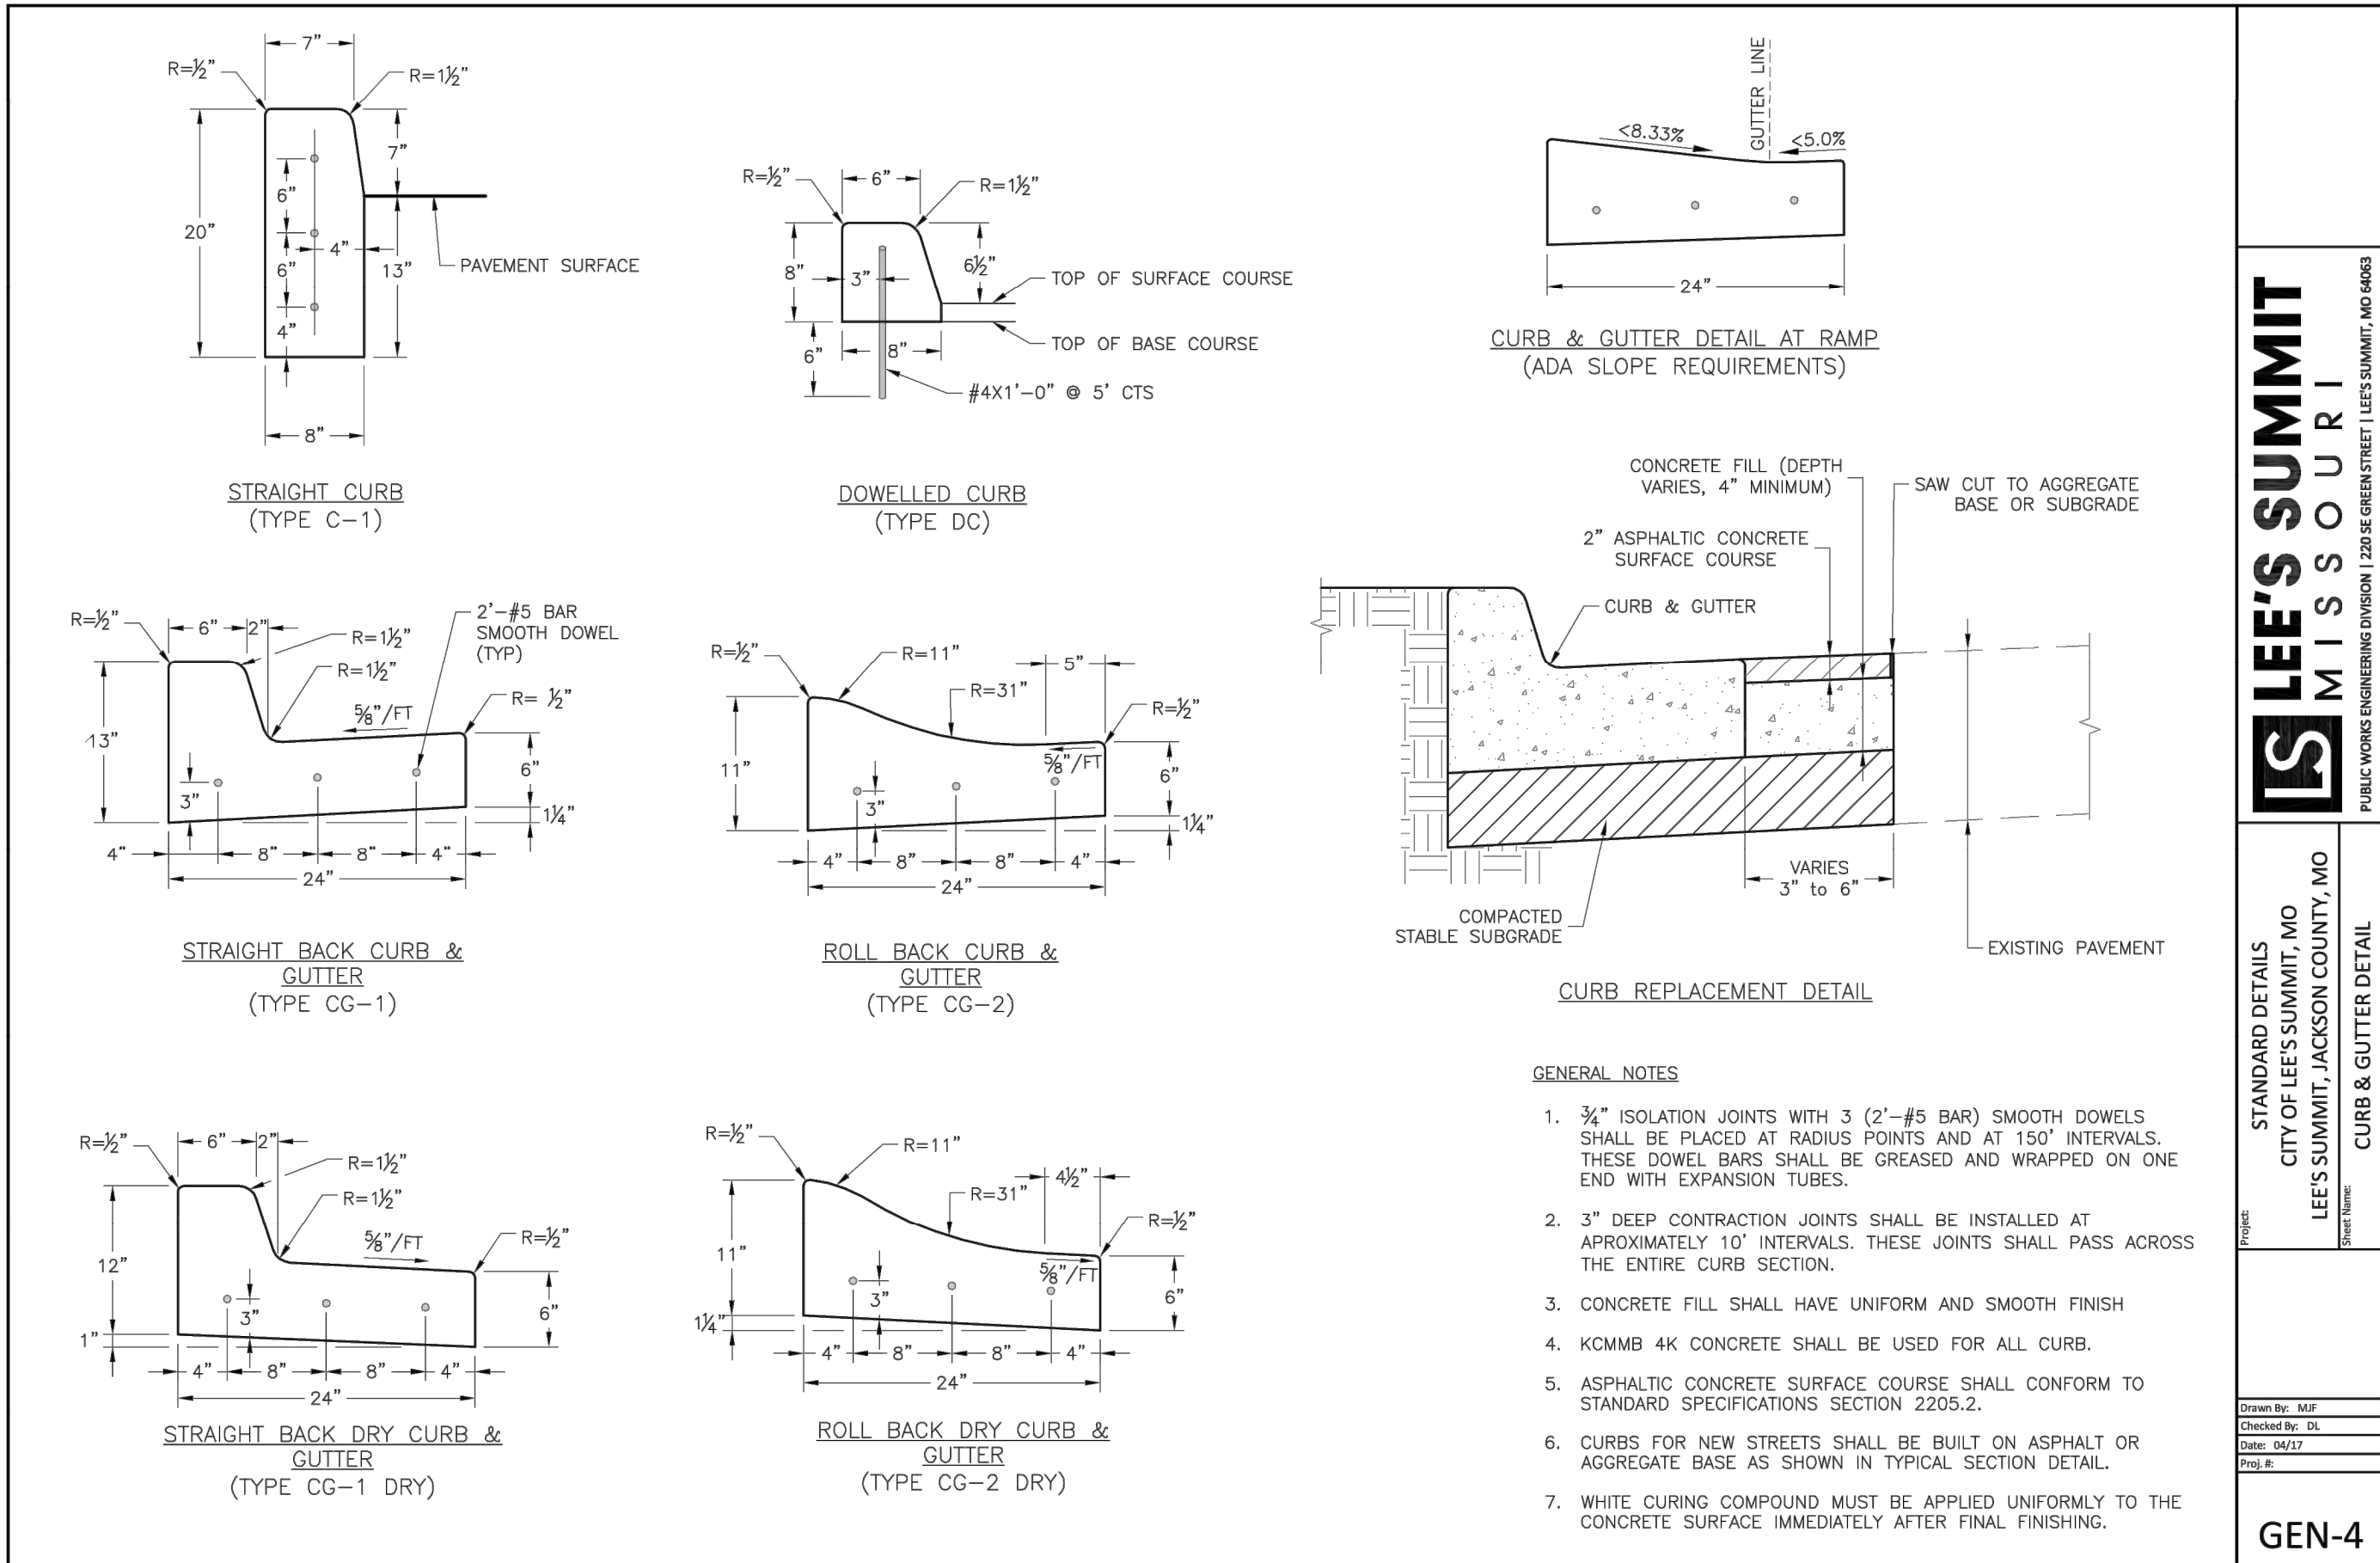 7"
R=½"
R=1½"
7"
6"
20"
4"
6"
13"
PAVEMENT SURFACE
4"
8"
STRAIGHT CURB
(TYPE C-1)
R=½"
6"
R=1½"
8"
3"
6½"
TOP OF SURFACE COURSE
TOP OF BASE COURSE
6"
8"
#4X1'-0" @ 5' CTS
DOWELLED CURB
(TYPE DC)
GUTTER LINE
<8.33%
<5.0%
24"
CURB & GUTTER DETAIL AT RAMP
(ADA SLOPE REQUIREMENTS)
R=½"
6"
2"
R=1½"
R=1½"
2'-#5 BAR
SMOOTH DOWEL
(TYP)
R= ½"
⅝"/FT
13"
3"
6"
1¼"
4"
8"
8"
4"
24"
STRAIGHT BACK CURB &
GUTTER
(TYPE CG-1)
R=½"
R=11"
5"
R=31"
R=½"
11"
⅝"/FT
6"
3"
1¼"
4"
8"
8"
4"
24"
ROLL BACK CURB &
GUTTER
(TYPE CG-2)
CONCRETE FILL (DEPTH
VARIES, 4" MINIMUM)
SAW CUT TO AGGREGATE
BASE OR SUBGRADE
2" ASPHALTIC CONCRETE
SURFACE COURSE
CURB & GUTTER
VARIES
3" to 6"
COMPACTED
STABLE SUBGRADE
EXISTING PAVEMENT
CURB REPLACEMENT DETAIL
R=½"
6"
2"
R=1½"
R=1½"
⅝"/FT
R=½"
12"
3"
6"
1"
4"
8"
8"
4"
24"
STRAIGHT BACK DRY CURB &
GUTTER
(TYPE CG-1 DRY)
R=½"
R=11"
4½"
R=31"
R=½"
11"
⅝"/FT
3"
6"
1¼"
4"
8"
8"
4"
24"
ROLL BACK DRY CURB &
GUTTER
(TYPE CG-2 DRY)
GENERAL NOTES
1. ¾" ISOLATION JOINTS WITH 3 (2'-#5 BAR) SMOOTH DOWELS
SHALL BE PLACED AT RADIUS POINTS AND AT 150' INTERVALS.
THESE DOWEL BARS SHALL BE GREASED AND WRAPPED ON ONE
END WITH EXPANSION TUBES.
2. 3" DEEP CONTRACTION JOINTS SHALL BE INSTALLED AT
APROXIMATELY 10' INTERVALS. THESE JOINTS SHALL PASS ACROSS
THE ENTIRE CURB SECTION.
3. CONCRETE FILL SHALL HAVE UNIFORM AND SMOOTH FINISH
4. KCMMB 4K CONCRETE SHALL BE USED FOR ALL CURB.
5. ASPHALTIC CONCRETE SURFACE COURSE SHALL CONFORM TO
STANDARD SPECIFICATIONS SECTION 2205.2.
6. CURBS FOR NEW STREETS SHALL BE BUILT ON ASPHALT OR
AGGREGATE BASE AS SHOWN IN TYPICAL SECTION DETAIL.
7. WHITE CURING COMPOUND MUST BE APPLIED UNIFORMLY TO THE
CONCRETE SURFACE IMMEDIATELY AFTER FINAL FINISHING.
LS
LEE'S SUMMIT
MISSOURI
PUBLIC WORKS ENGINEERING DIVISION | 220 SE GREEN STREET | LEE'S SUMMIT, MO 64063
Project:
STANDARD DETAILS
CITY OF LEE'S SUMMIT, MO
LEE'S SUMMIT, JACKSON COUNTY, MO
Sheet Name:
CURB & GUTTER DETAIL
Drawn By: MJF
Checked By: DL
Date: 04/17
Proj. #:
GEN-4